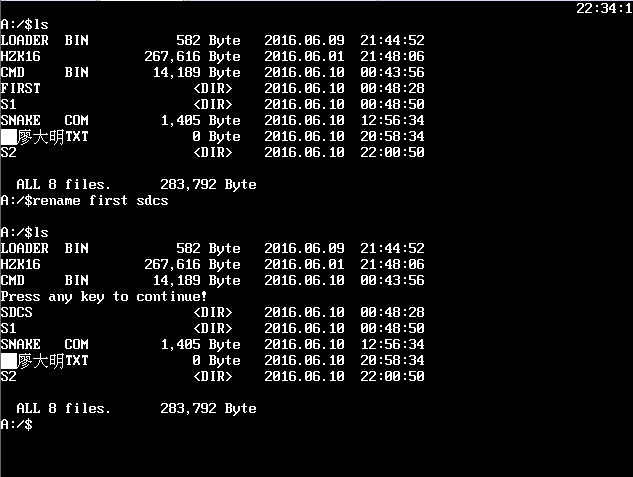 22:34:1
A:/$ls
LOADER  BIN           582 Byte   2016.06.09  21:44:52
HZK16             267,616 Byte   2016.06.01  21:48:06
CMD     BIN        14,189 Byte   2016.06.10  00:43:56
FIRST                   <DIR>    2016.06.10  00:48:28
S1                      <DIR>    2016.06.10  00:48:50
SNAKE   COM         1,405 Byte   2016.06.10  12:56:34
廖大明TXT               0 Byte   2016.06.10  20:58:34
S2                      <DIR>    2016.06.10  22:00:50
ALL 8 files.      283,792 Byte
A:/$rename first sdcs
A:/$ls
LOADER  BIN           582 Byte   2016.06.09  21:44:52
HZK16             267,616 Byte   2016.06.01  21:48:06
CMD     BIN        14,189 Byte   2016.06.10  00:43:56
Press any key to continue!
SDCS                    <DIR>    2016.06.10  00:48:28
S1                      <DIR>    2016.06.10  00:48:50
SNAKE   COM         1,405 Byte   2016.06.10  12:56:34
廖大明TXT               0 Byte   2016.06.10  20:58:34
S2                      <DIR>    2016.06.10  22:00:50
ALL 8 files.      283,792 Byte
A:/$